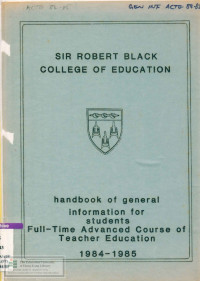 SIR ROBERT BLACK
COLLEGE OF EDUCATION
handbook of general
information for
students
Full-Time Advanced Course of
Teacher Education
1984-1985